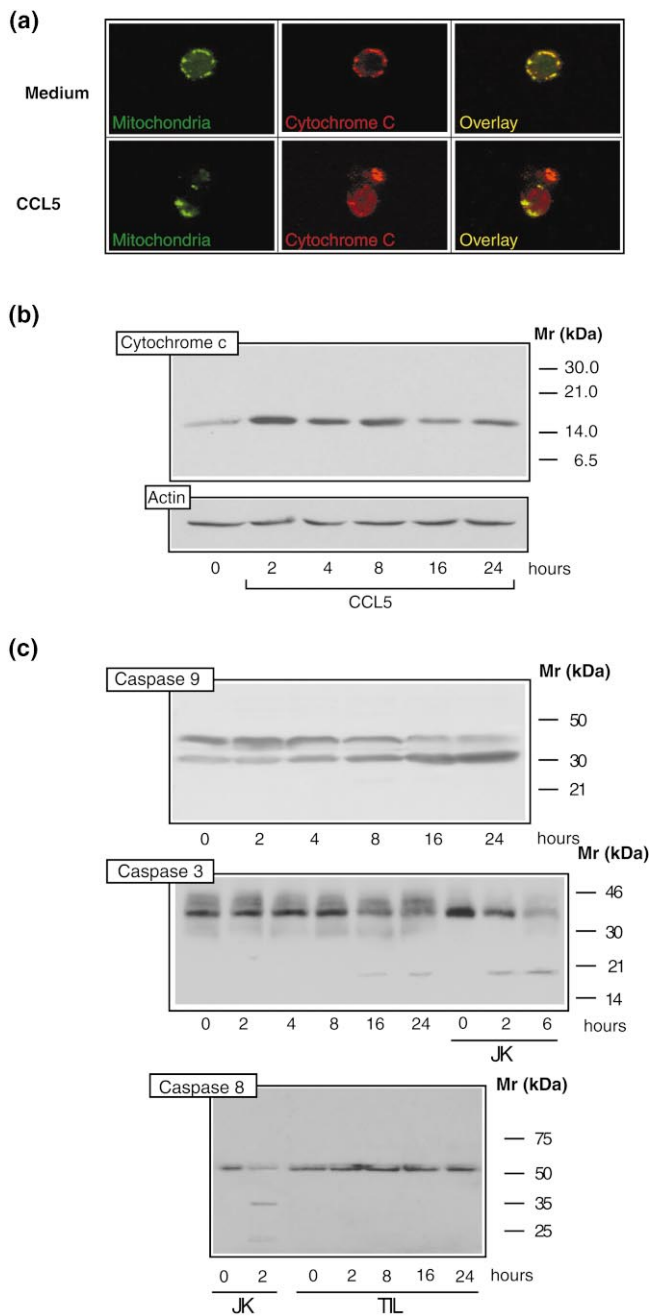 (a)
Medium
Mitochondria Cytochrome C Overlay
CCL5
Mitochondria Cytochrome C Overlay
(b)
Cytochrome c
Mr (kDa)
30.0
21.0
14.0
6.5
Actin
0 2 4 8 16 24 hours
CCL5
(c)
Caspase 9
Mr (kDa)
50
30
21
0 2 4 8 16 24 hours
Caspase 3
Mr (kDa)
46
30
21
14
0 2 4 8 16 24 0 2 6 hours
JK
Caspase 8
Mr (kDa)
75
50
35
25
0 2 0 2 8 16 24 hours
JK TIL